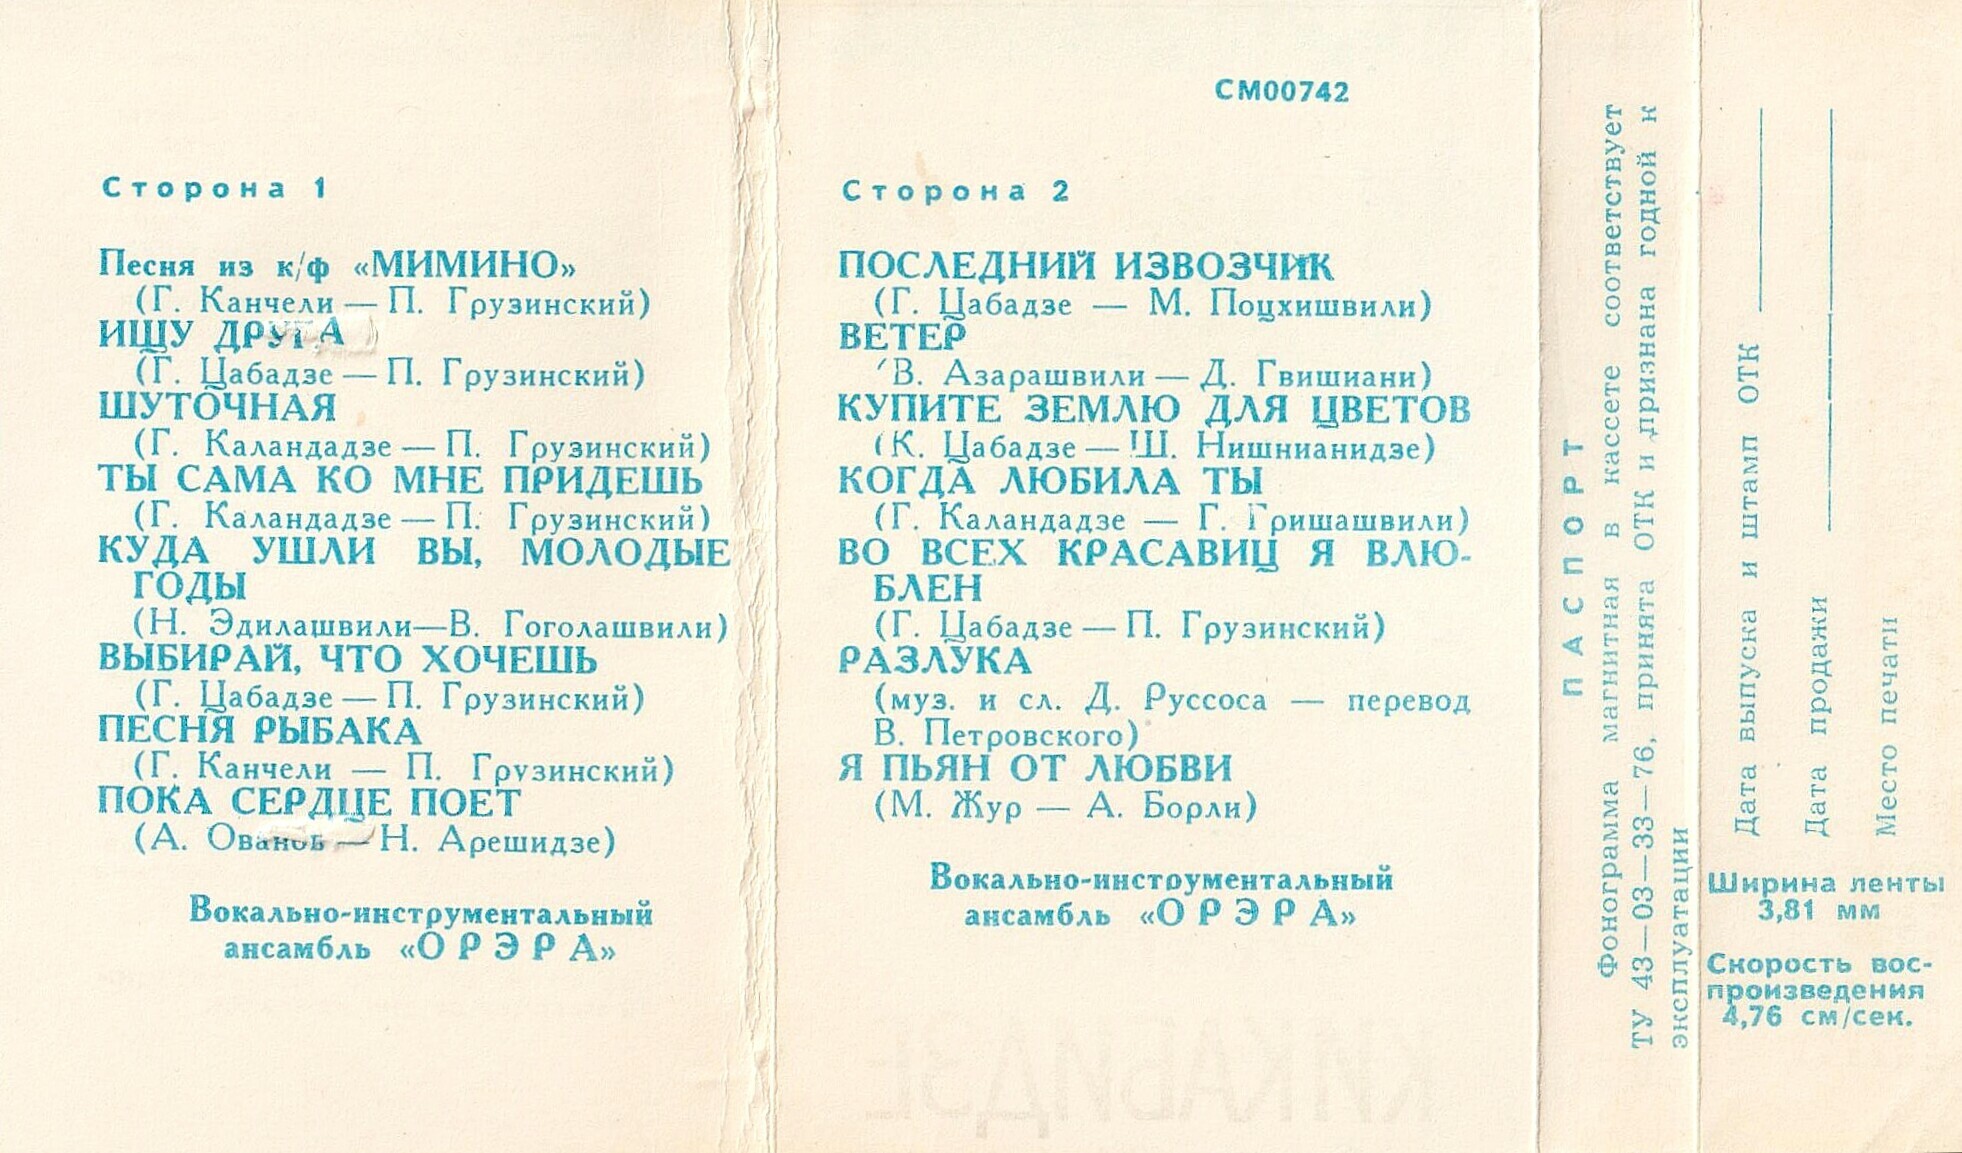 Сторона 1
Песня из к/ф «МИМИНО»
(Г. Канчели — П. Грузинский)
ИЩУ ДРУГА
(Г. Цабадзе — П. Грузинский)
ШУТОЧНАЯ
(Г. Каландадзе — П. Грузинский)
ТЫ САМА КО МНЕ ПРИДЕШЬ
(Г. Каландадзе — П. Грузинский)
КУДА УШЛИ ВЫ, МОЛОДЫЕ
ГОДЫ
(Н. Эдилашвили—В. Гоголашвили)
ВЫБИРАЙ, ЧТО ХОЧЕШЬ
(Г. Цабадзе — П. Грузинский)
ПЕСНЯ РЫБАКА
(Г. Канчели — П. Грузинский)
ПОКА СЕРДЦЕ ПОЕТ
(А. Ованов — Н. Арешидзе)
Вокально-инструментальный
ансамбль «ОРЭРА»
СМ00742
Сторона 2
ПОСЛЕДНИЙ ИЗВОЗЧИК
(Г. Цабадзе — М. Поцхишвили)
ВЕТЕР
(В. Азарашвили — Д. Гвишиани)
КУПИТЕ ЗЕМЛЮ ДЛЯ ЦВЕТОВ
(К. Цабадзе — Ш. Нишнианидзе)
КОГДА ЛЮБИЛА ТЫ
(Г. Каландадзе — Г. Гришашвили)
ВО ВСЕХ КРАСАВИЦ Я ВЛЮ-
БЛЕН
(Г. Цабадзе — П. Грузинский)
РАЗЛУКА
(муз. и сл. Д. Руссоса — перевод
В. Петровского)
Я ПЬЯН ОТ ЛЮБВИ
(М. Жур — А. Борли)
Вокально-инструментальный
ансамбль «ОРЭРА»
КИКАБИДЗЕ
ПАСПОРТ
Фонограмма магнитная в кассете соответствует
ТУ 43—03—33—76, принята ОТК и признана годной к
эксплуатации
Дата выпуска и штамп ОТК
Дата продажи
Место печати
Ширина ленты
3,81 мм
Скорость вос-
произведения
4,76 см/сек.